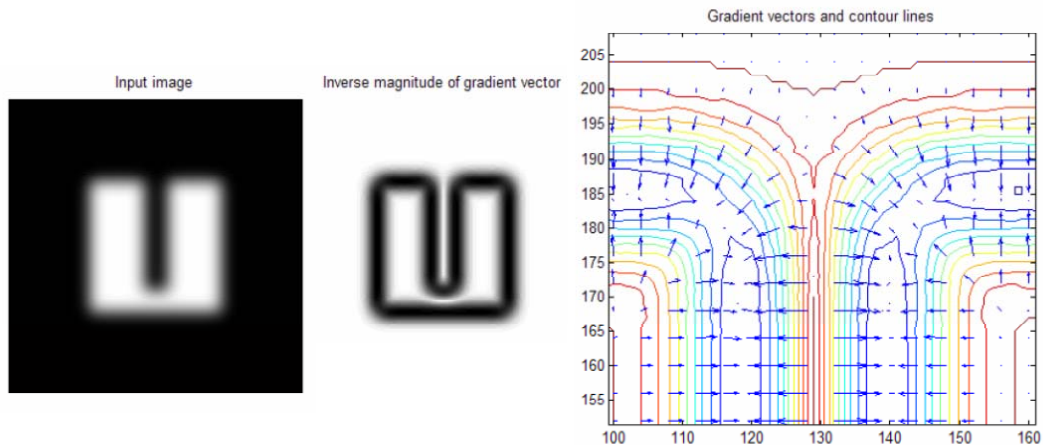 Input image
Inverse magnitude of gradient vector
Gradient vectors and contour lines
205
200
195
190
185
180
175
170
165
160
155
100 110 120 130 140 150 160